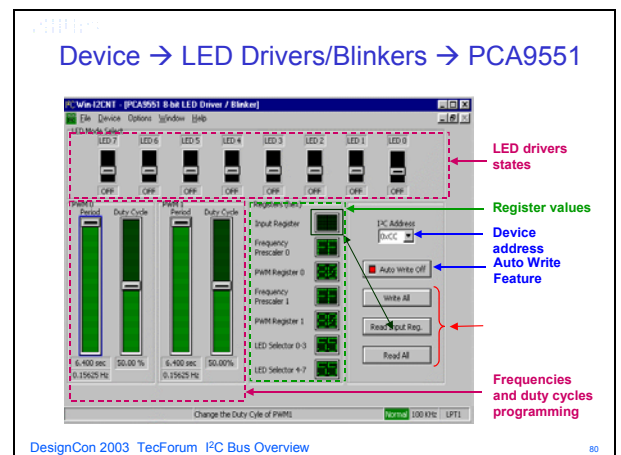 PHILIPS
Device → LED Drivers/Blinkers → PCA9551
Win-I2CNT - [PCA9551 8-bit LED Driver / Blinker]
File Device Options Window Help
LED Mode Select
LED 7 LED 6 LED 5 LED 4 LED 3 LED 2 LED 1 LED 0
OFF OFF OFF OFF OFF OFF OFF OFF
LED drivers
states
PWM 0 PWM 1 Registers (hex)
Period Duty Cycle Period Duty Cycle
Register values
Input Register
I²C Address
0xCC
Device
address
Frequency
Prescaler 0
Auto Write Off
Auto Write
Feature
PWM Register 0
Frequency
Prescaler 1
Write All
PWM Register 1
Read Input Reg.
LED Selector 0-3
Read All
LED Selector 4-7
6.400 sec 50.00 % 6.400 sec 50.00%
0.15625 Hz 0.15625 Hz
Frequencies
and duty cycles
programming
Change the Duty Cyle of PWM1 Normal 100 KHz LPT1
DesignCon 2003 TecForum I²C Bus Overview 80